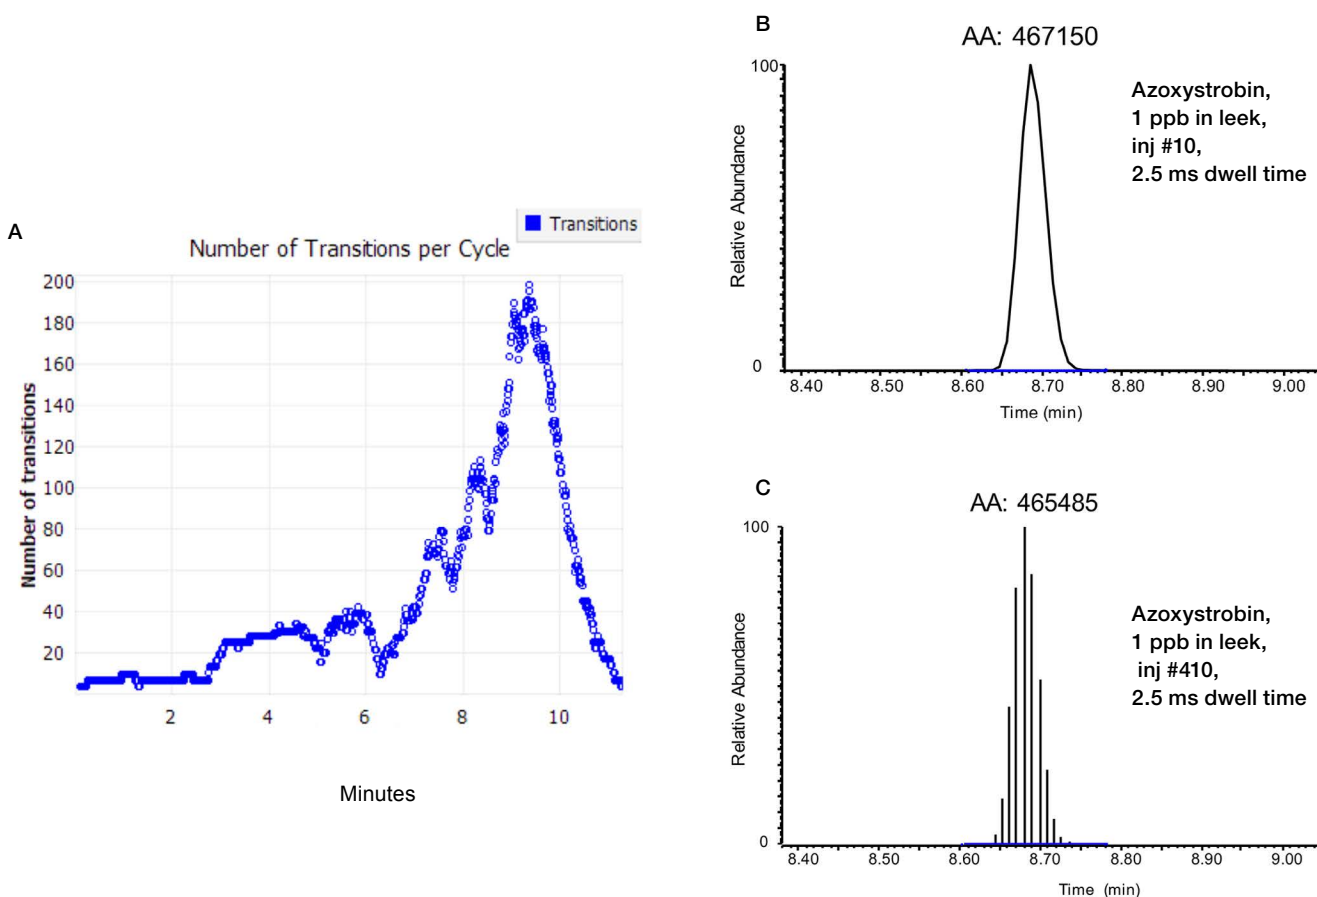 A
Transitions
Number of Transitions per Cycle
Number of transitions
200
180
160
140
120
100
80
60
40
20
2 4 6 8 10
Minutes
B
AA: 467150
Relative Abundance
100
0
Azoxystrobin,
1 ppb in leek,
inj #10,
2.5 ms dwell time
8.40 8.50 8.60 8.70 8.80 8.90 9.00
Time (min)
C
AA: 465485
Relative Abundance
100
0
Azoxystrobin,
1 ppb in leek,
inj #410,
2.5 ms dwell time
8.40 8.50 8.60 8.70 8.80 8.90 9.00
Time (min)